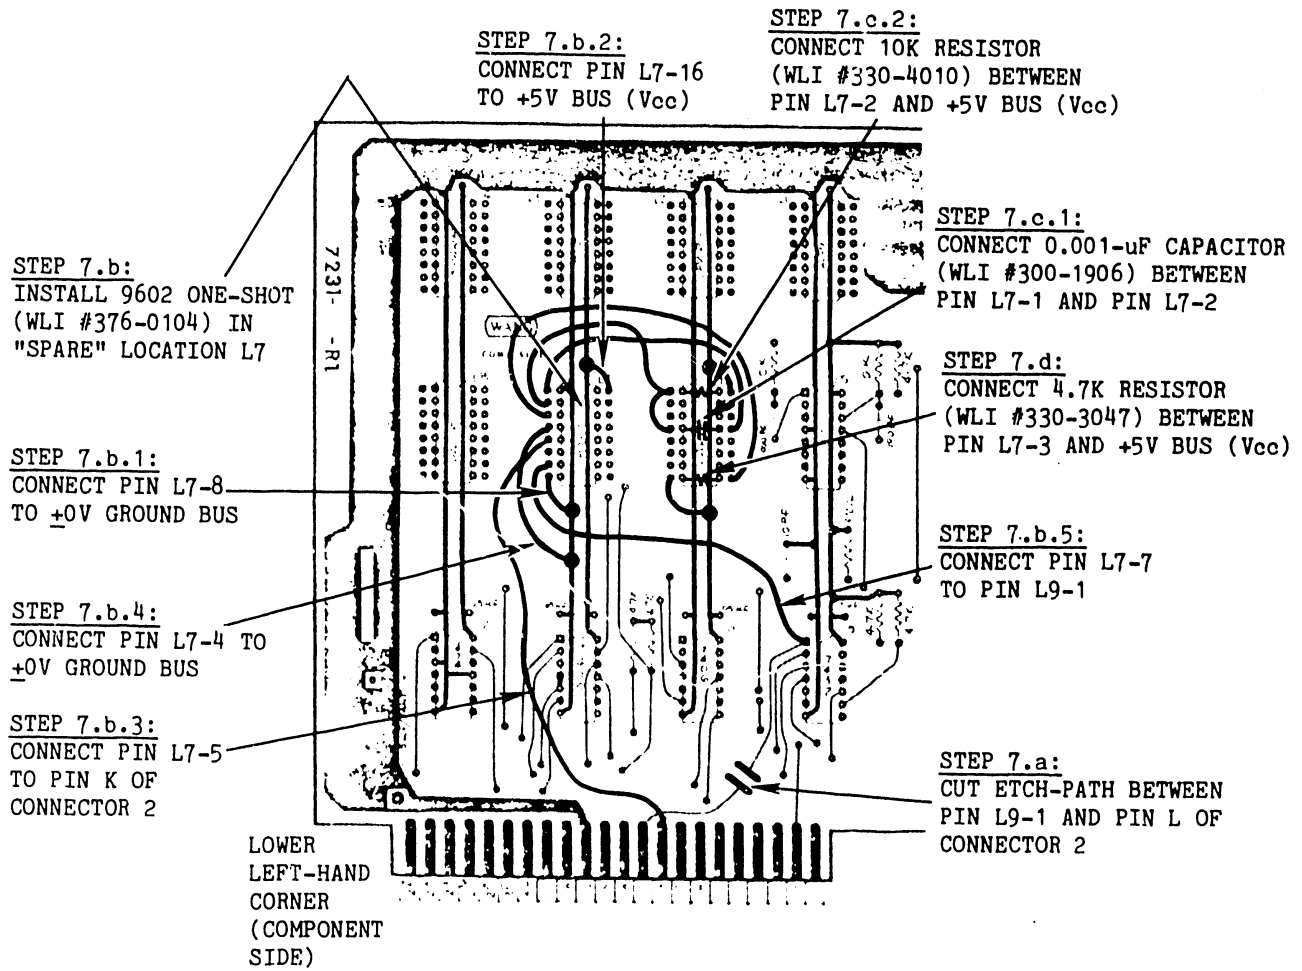 STEP 7.b.2:
CONNECT PIN L7-16
TO +5V BUS (Vcc)
STEP 7.c.2:
CONNECT 10K RESISTOR
(WLI #330-4010) BETWEEN
PIN L7-2 AND +5V BUS (Vcc)
STEP 7.b:
INSTALL 9602 ONE-SHOT
(WLI #376-0104) IN
"SPARE" LOCATION L7
7231- -R1
STEP 7.c.1:
CONNECT 0.001-uF CAPACITOR
(WLI #300-1906) BETWEEN
PIN L7-1 AND PIN L7-2
STEP 7.d:
CONNECT 4.7K RESISTOR
(WLI #330-3047) BETWEEN
PIN L7-3 AND +5V BUS (Vcc)
STEP 7.b.1:
CONNECT PIN L7-8
TO ±0V GROUND BUS
STEP 7.b.5:
CONNECT PIN L7-7
TO PIN L9-1
STEP 7.b.4:
CONNECT PIN L7-4 TO
±0V GROUND BUS
STEP 7.b.3:
CONNECT PIN L7-5
TO PIN K OF
CONNECTOR 2
STEP 7.a:
CUT ETCH-PATH BETWEEN
PIN L9-1 AND PIN L OF
CONNECTOR 2
LOWER
LEFT-HAND
CORNER
(COMPONENT
SIDE)